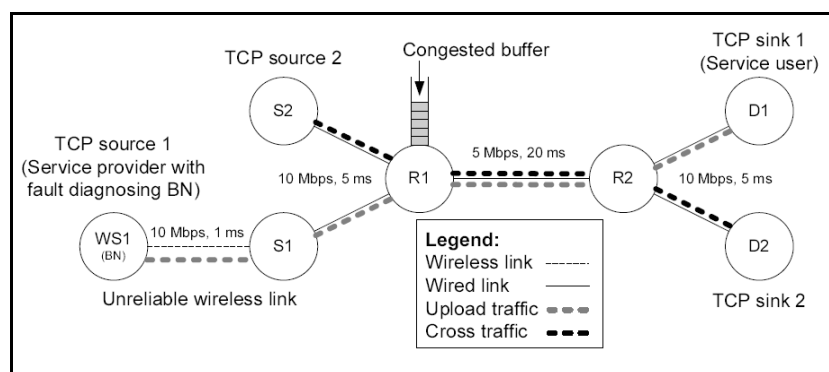 TCP source 2
Congested buffer
TCP sink 1
(Service user)
S2
D1
TCP source 1
(Service provider with
fault diagnosing BN)
10 Mbps, 5 ms
R1
5 Mbps, 20 ms
R2
10 Mbps, 5 ms
WS1
(BN)
10 Mbps, 1 ms
S1
D2
Unreliable wireless link
TCP sink 2
Legend:
Wireless link
Wired link
Upload traffic
Cross traffic